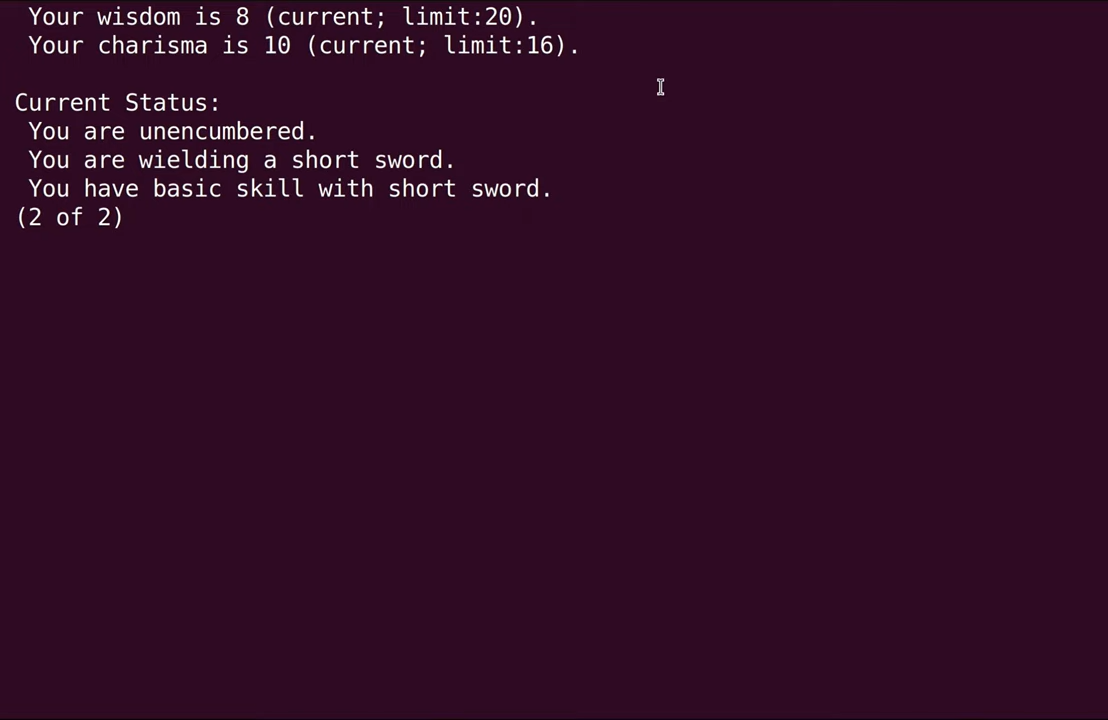 Your wisdom is 8 (current; limit:20).
Your charisma is 10 (current; limit:16).
Current Status:
You are unencumbered.
You are wielding a short sword.
You have basic skill with short sword.
(2 of 2)